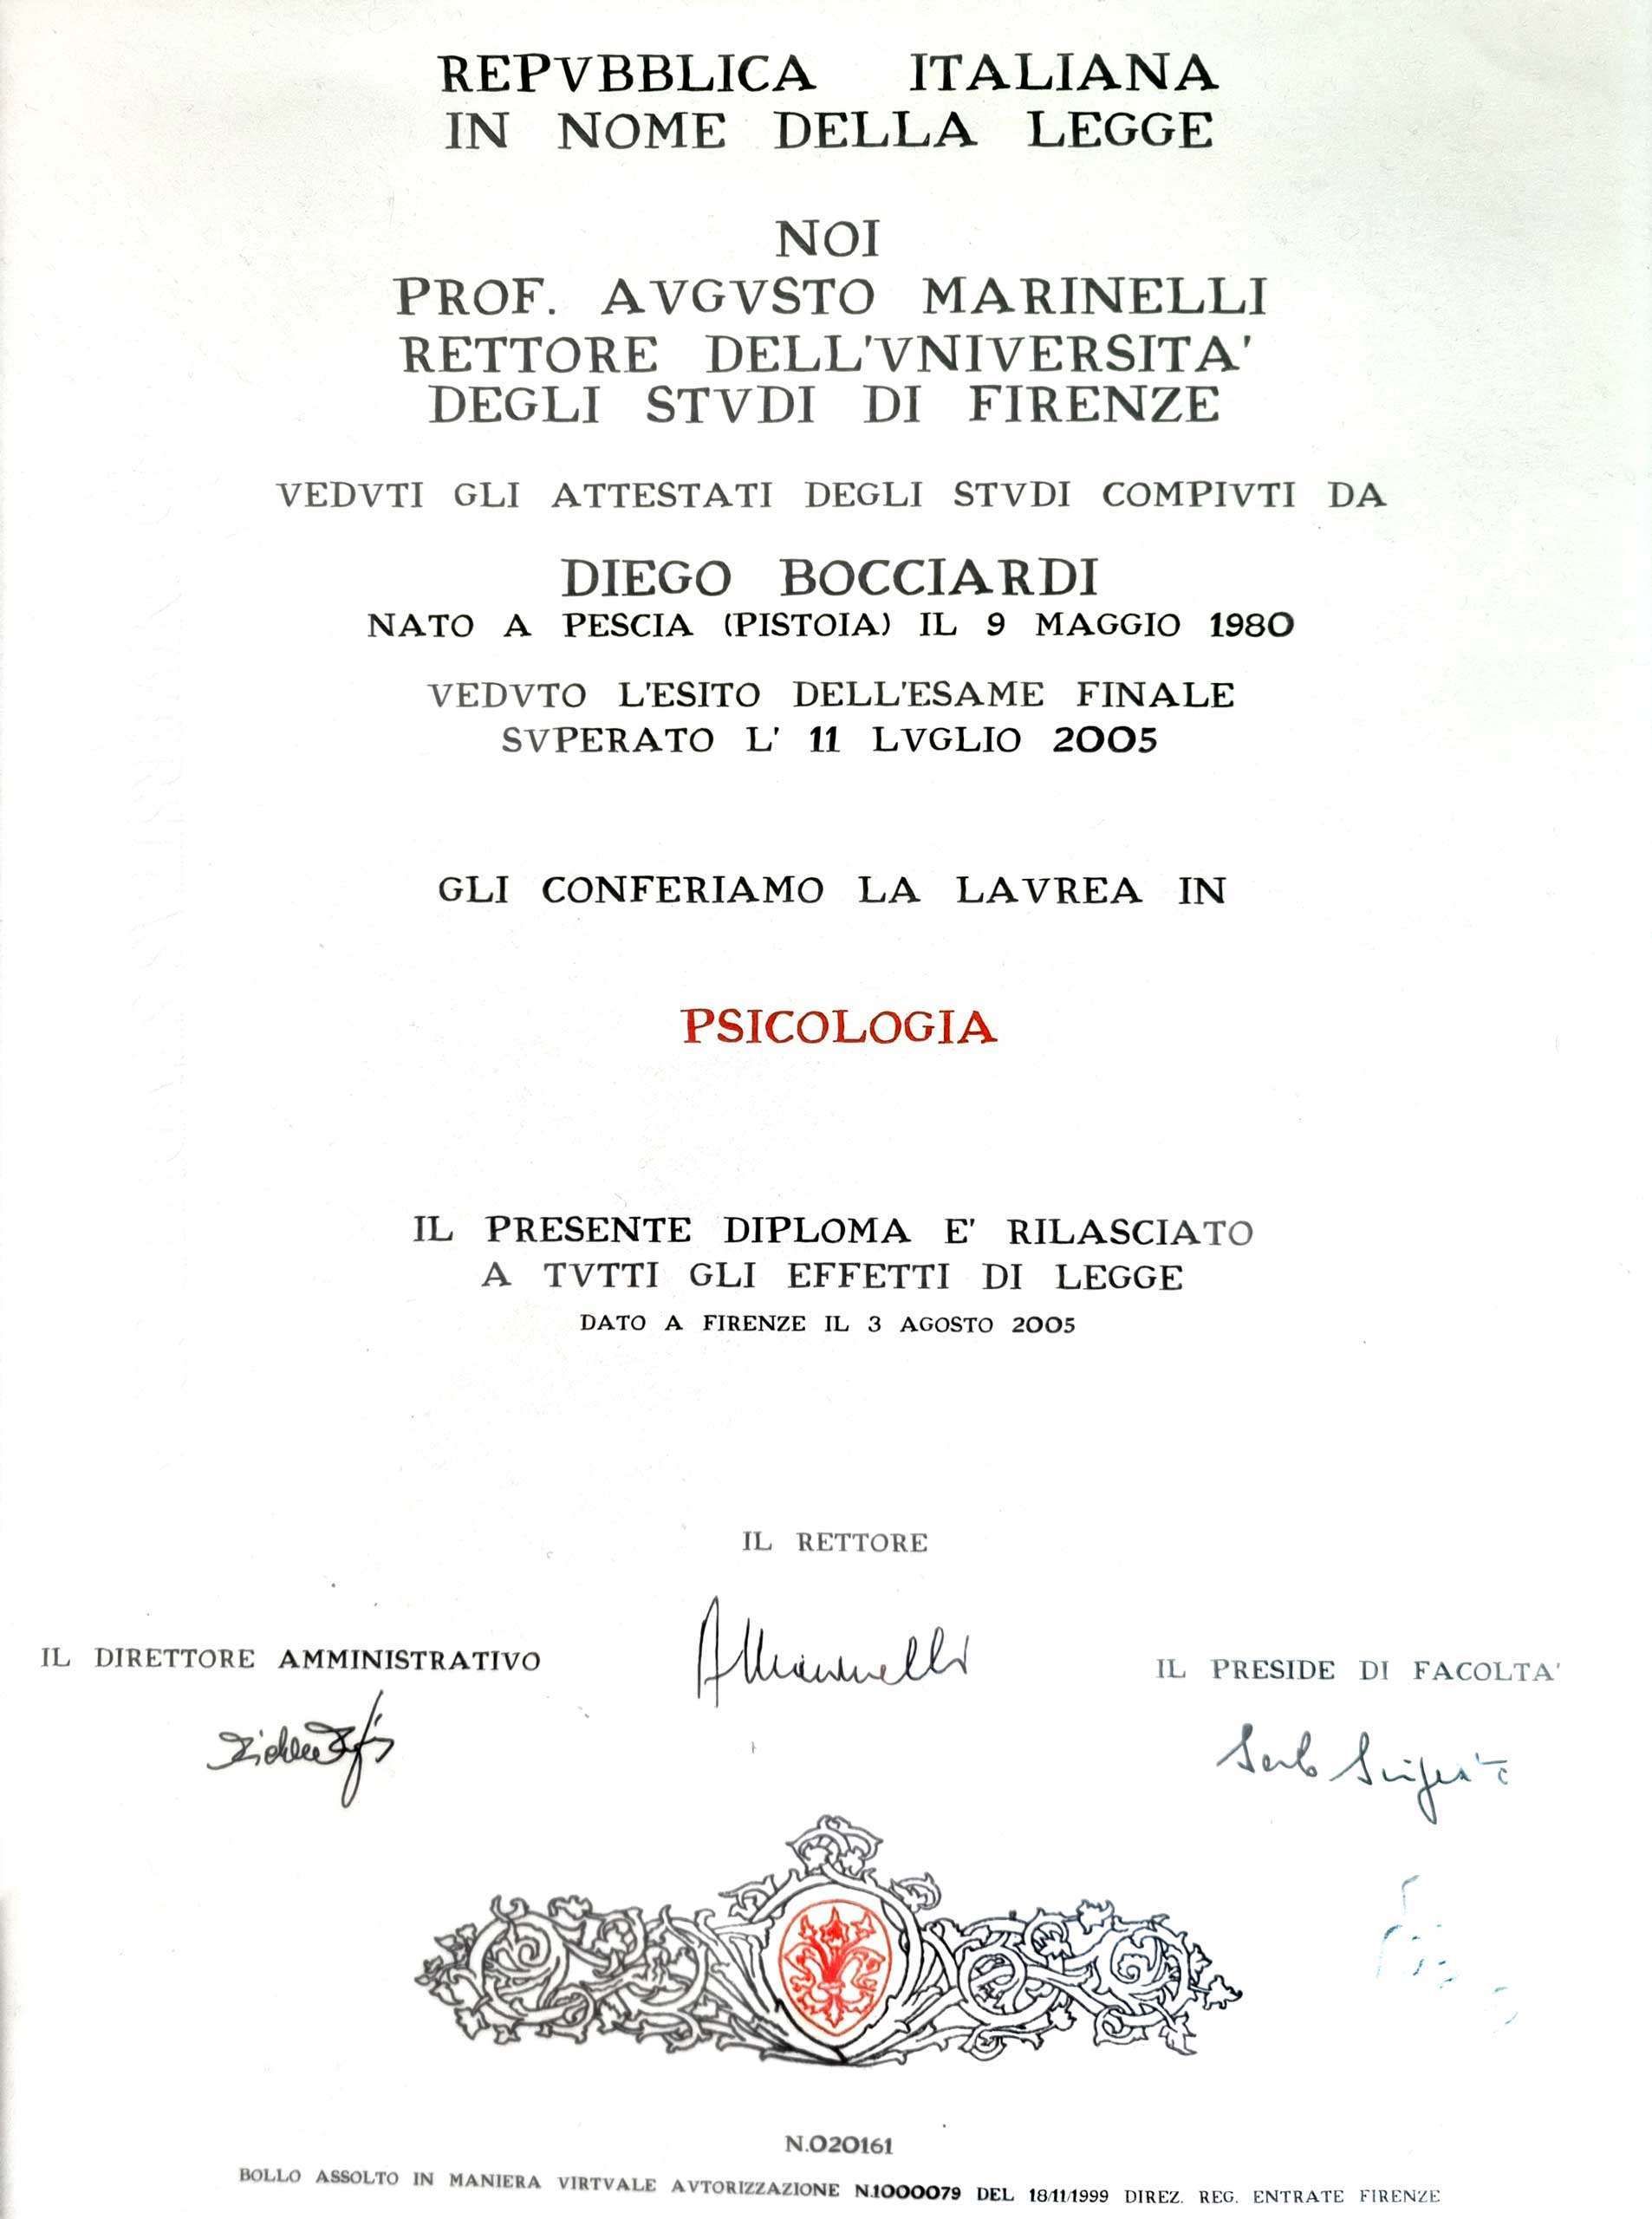 REPVBBLICA ITALIANA
IN NOME DELLA LEGGE
NOI
PROF. AVGVSTO MARINELLI
RETTORE DELL'VNIVERSITA'
DEGLI STVDI DI FIRENZE
VEDVTI GLI ATTESTATI DEGLI STVDI COMPIVTI DA
DIEGO BOCCIARDI
NATO A PESCIA (PISTOIA) IL 9 MAGGIO 1980
VEDVTO L'ESITO DELL'ESAME FINALE
SVPERATO L' 11 LVGLIO 2005
GLI CONFERIAMO LA LAVREA IN
PSICOLOGIA
IL PRESENTE DIPLOMA E' RILASCIATO
A TVTTI GLI EFFETTI DI LEGGE
DATO A FIRENZE IL 3 AGOSTO 2005
IL RETTORE
AMarinelli
IL DIRETTORE AMMINISTRATIVO
IL PRESIDE DI FACOLTA'
N.020161
BOLLO ASSOLTO IN MANIERA VIRTVALE AVTORIZZAZIONE N.1000079 DEL 18/11/1999 DIREZ. REG. ENTRATE FIRENZE